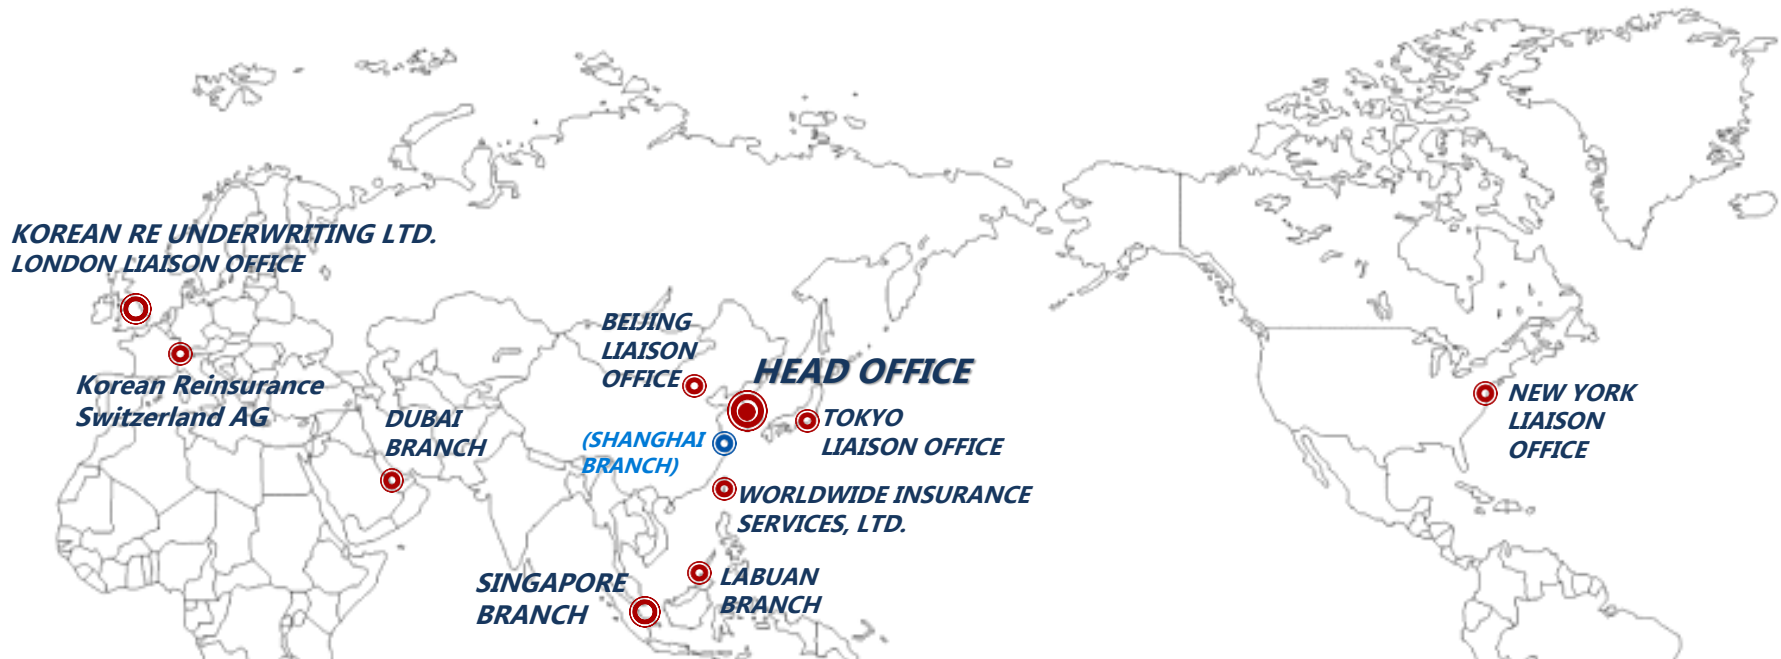 KOREAN RE UNDERWRITING LTD.
LONDON LIAISON OFFICE
Korean Reinsurance
Switzerland AG
DUBAI
BRANCH
BEIJING
LIAISON
OFFICE
HEAD OFFICE
TOKYO
LIAISON OFFICE
(SHANGHAI
BRANCH)
WORLDWIDE INSURANCE
SERVICES, LTD.
SINGAPORE
BRANCH
LABUAN
BRANCH
NEW YORK
LIAISON
OFFICE